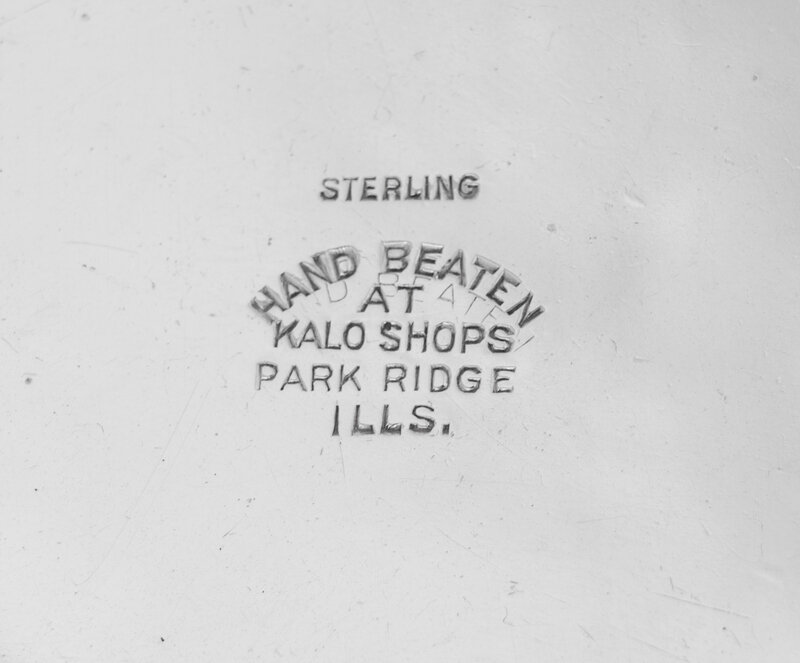 STERLING
HAND BEATEN
AT
KALO SHOPS
PARK RIDGE
ILLS.